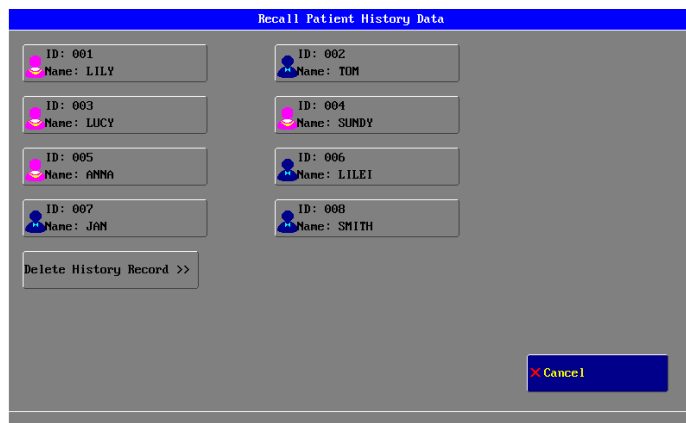 Recall Patient History Data
ID: 001
Name: LILY
ID: 002
Name: TOM
ID: 003
Name: LUCY
ID: 004
Name: SUNDY
ID: 005
Name: ANNA
ID: 006
Name: LILEI
ID: 007
Name: JAN
ID: 008
Name: SMITH
Delete History Record >>
Cancel